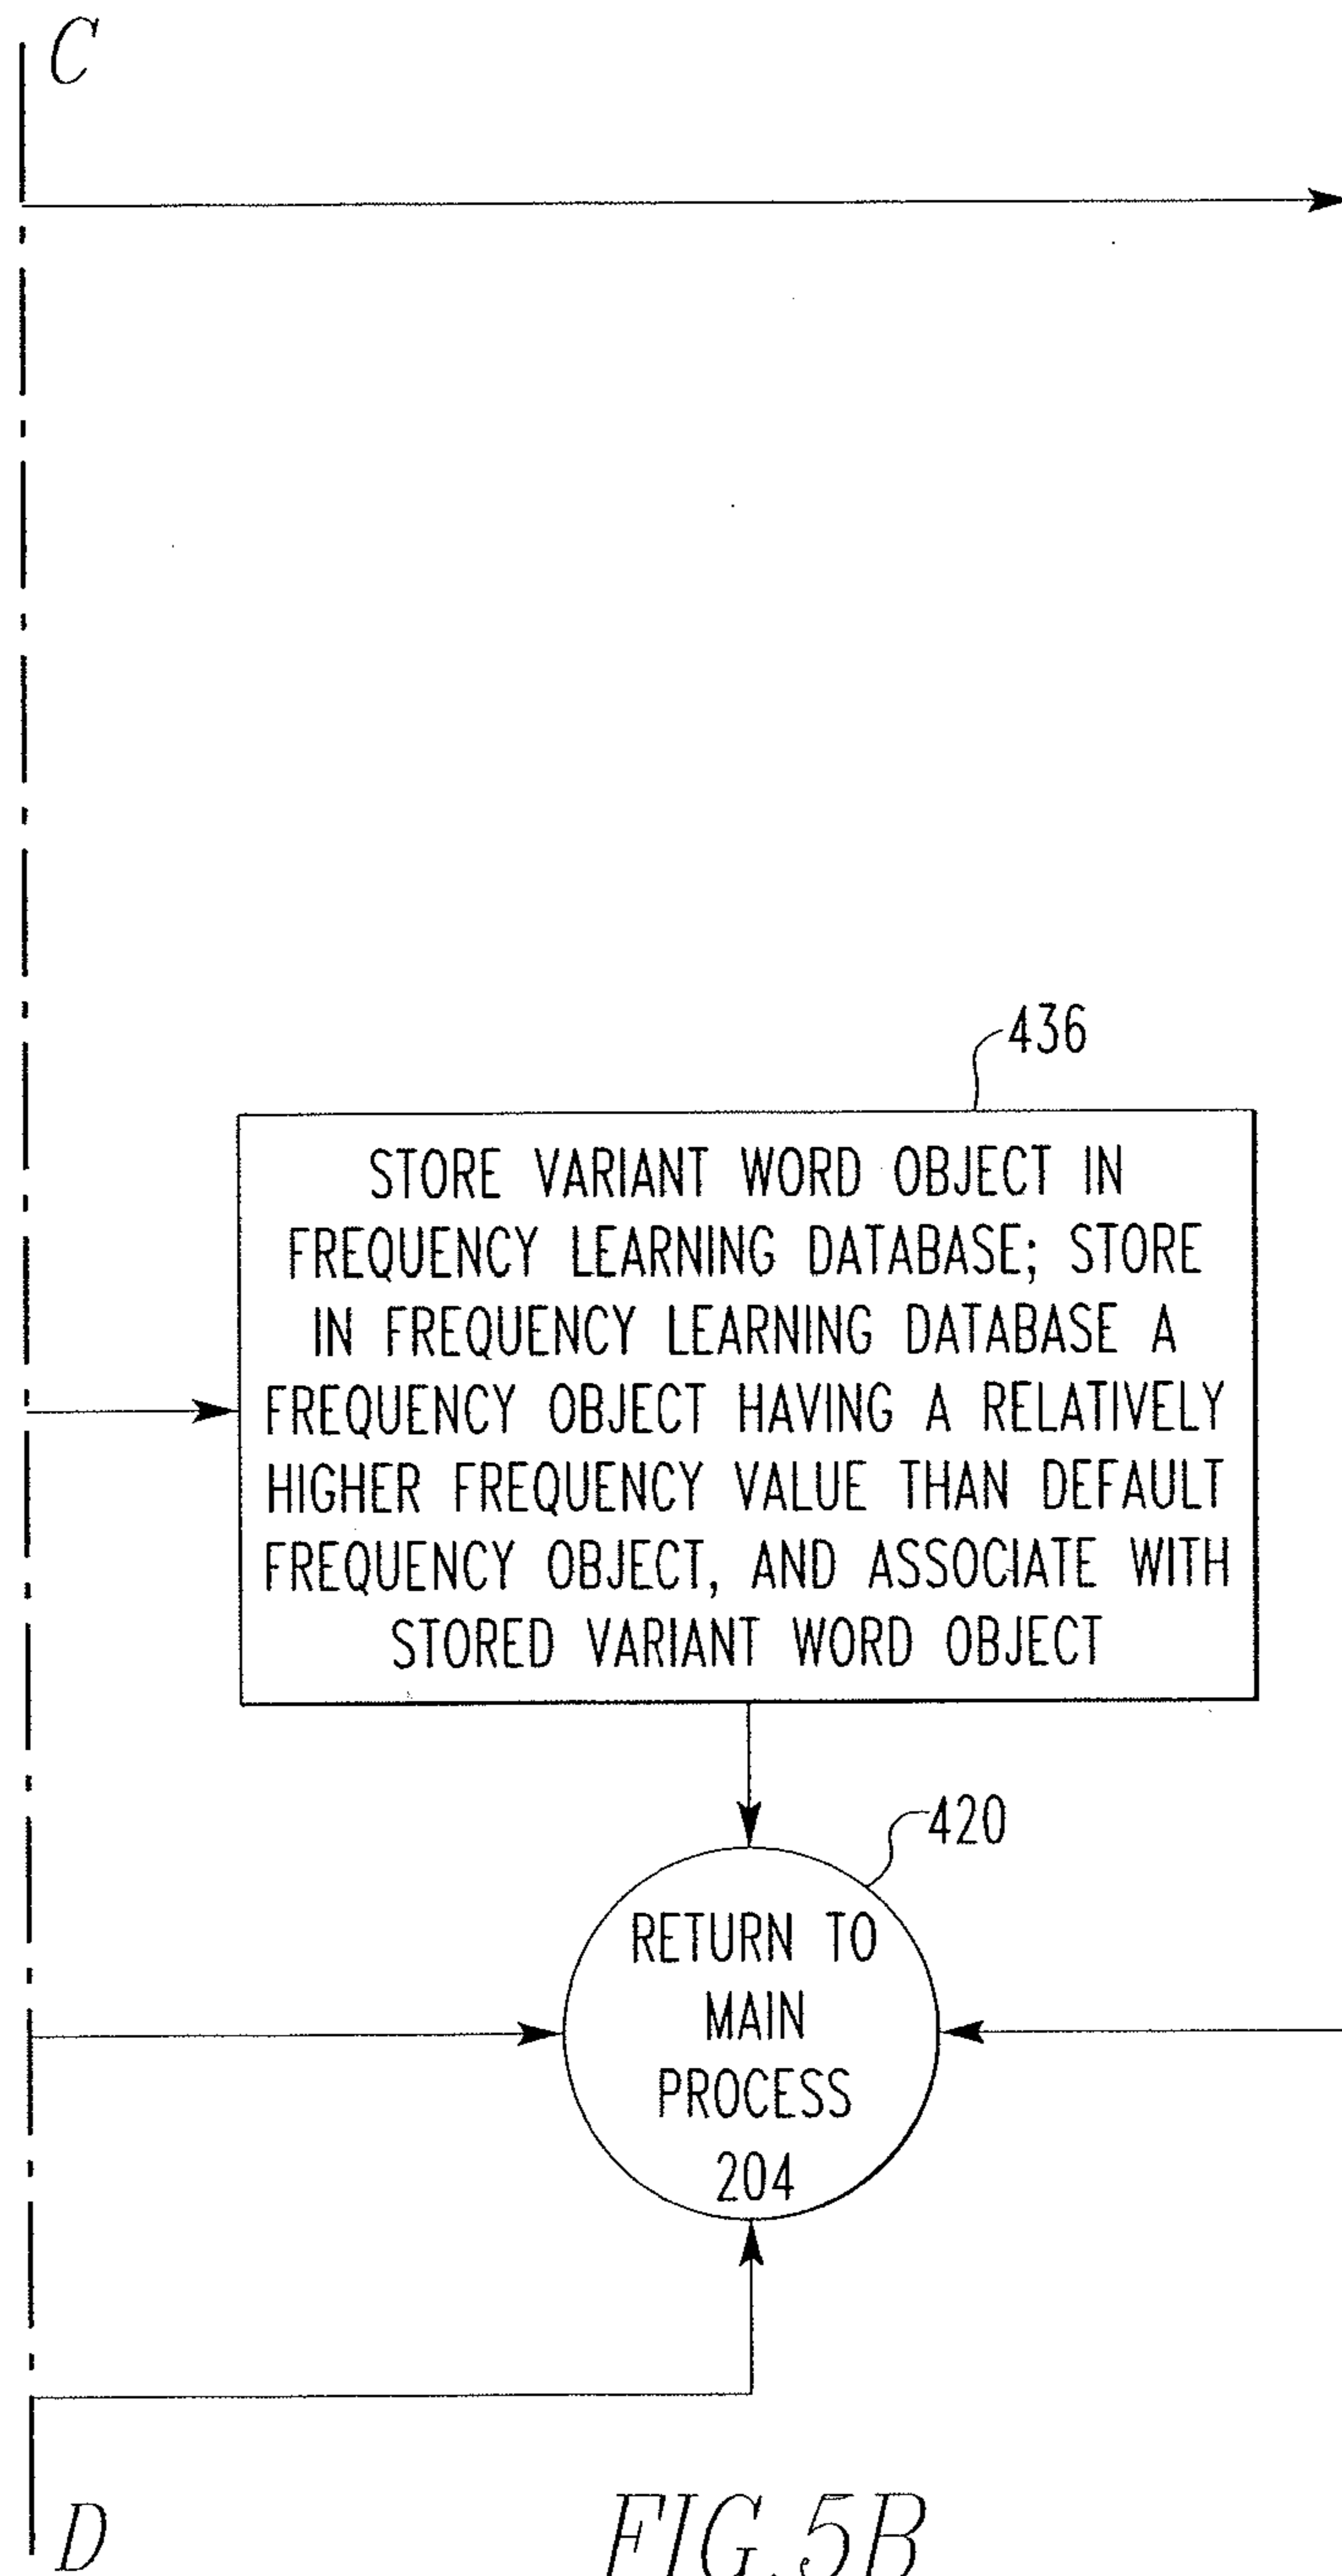 C
436
STORE VARIANT WORD OBJECT IN
FREQUENCY LEARNING DATABASE; STORE
IN FREQUENCY LEARNING DATABASE A
FREQUENCY OBJECT HAVING A RELATIVELY
HIGHER FREQUENCY VALUE THAN DEFAULT
FREQUENCY OBJECT, AND ASSOCIATE WITH
STORED VARIANT WORD OBJECT
420
RETURN TO
MAIN
PROCESS
204
D
FIG.5B